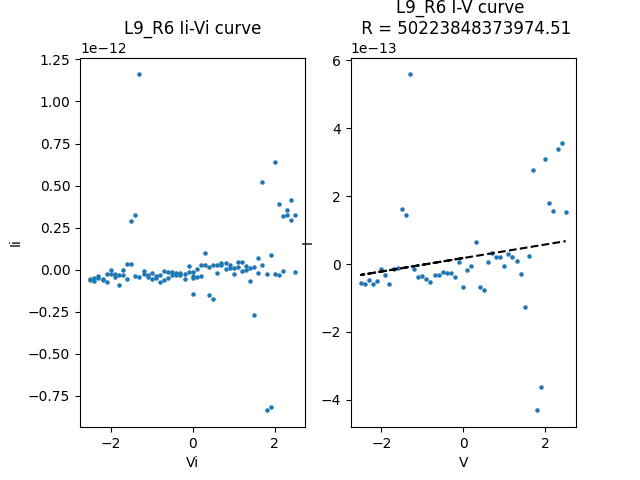 L9_R6 Ii-Vi curve
L9_R6 I-V curve
R = 50223848373974.51
1e−12
1e−13
1.25
1.00
0.75
0.50
0.25
0.00
−0.25
−0.50
−0.75
Ii
−2
0
2
Vi
6
4
2
0
−2
−4
I
−2
0
2
V